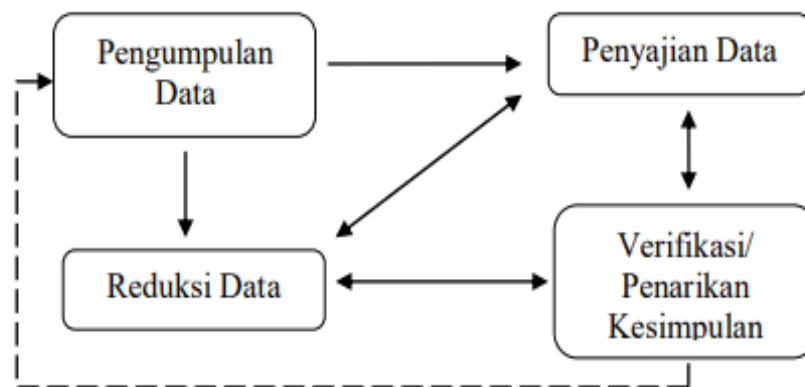 Pengumpulan
Data
Penyajian Data
Reduksi Data
Verifikasi/
Penarikan
Kesimpulan